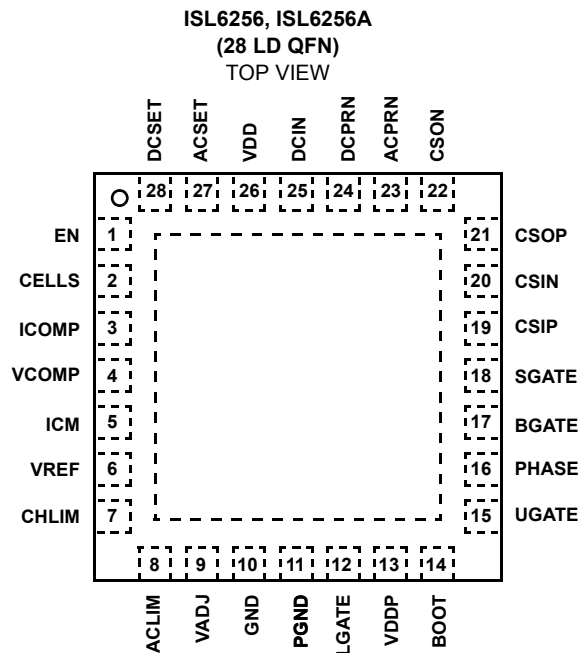 ISL6256, ISL6256A
(28 LD QFN)
TOP VIEW
DCSET ACSET VDD DCIN DCPRN ACPRN CSON
28 27 26 25 24 23 22
EN 1 21 CSOP
CELLS 2 20 CSIN
ICOMP 3 19 CSIP
VCOMP 4 18 SGATE
ICM 5 17 BGATE
VREF 6 16 PHASE
CHLIM 7 15 UGATE
8 9 10 11 12 13 14
ACLIM VADJ GND PGND LGATE VDDP BOOT